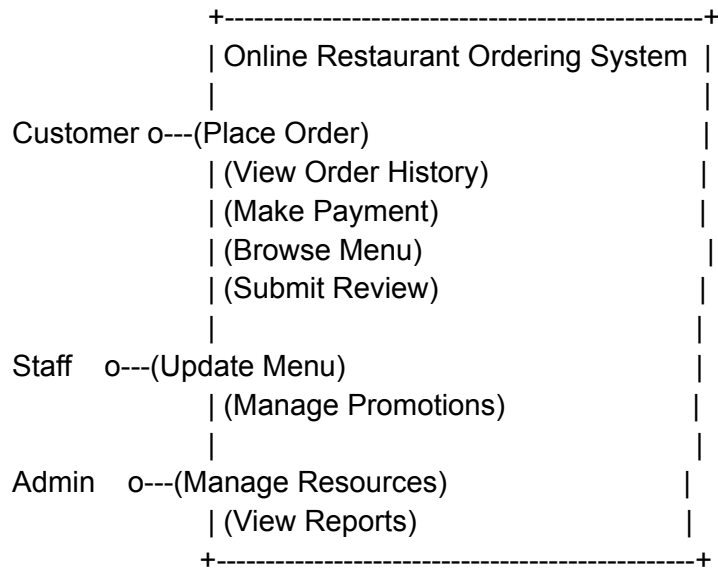 +-------------------------------------------------+
| Online Restaurant Ordering System |
| |
Customer o---(Place Order) |
| (View Order History) |
| (Make Payment) |
| (Browse Menu) |
| (Submit Review) |
| |
Staff o---(Update Menu) |
| (Manage Promotions) |
| |
Admin o---(Manage Resources) |
| (View Reports) |
+-------------------------------------------------+